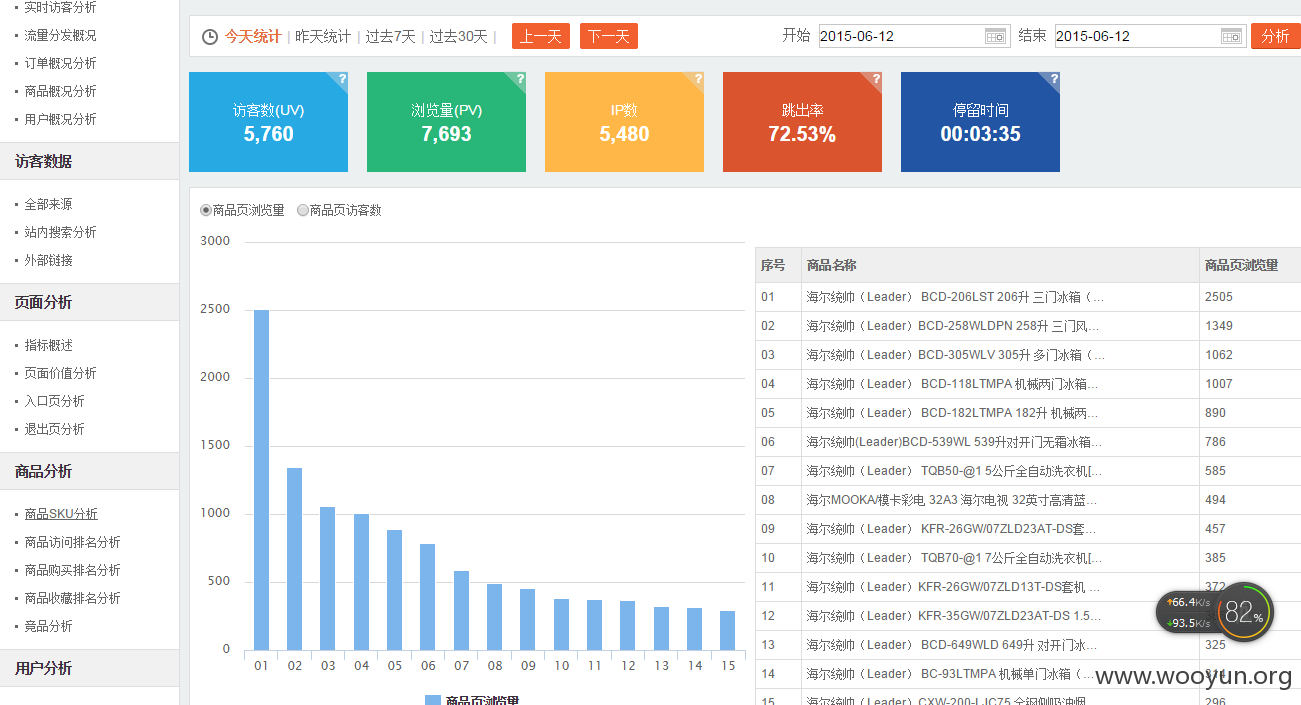 实时访客分析
流量分发概况
订单概况分析
商品概况分析
用户概况分析
访客数据
全部来源
站内搜索分析
外部链接
页面分析
指标概述
页面价值分析
入口页分析
退出页分析
商品分析
商品SKU分析
商品访问排名分析
商品购买排名分析
商品收藏排名分析
竞品分析
用户分析
今天统计 | 昨天统计 | 过去7天 | 过去30天 | 上一天 下一天 开始 2015-06-12 结束 2015-06-12 分析
? ? ? ? ?
访客数(UV) 浏览量(PV) IP数 跳出率 停留时间
5,760 7,693 5,480 72.53% 00:03:35
商品页浏览量 商品页访客数
3000
2500
2000
1500
1000
500
0
01 02 03 04 05 06 07 08 09 10 11 12 13 14 15
商品页浏览量
序号 商品名称 商品页浏览量
01 海尔统帅（Leader） BCD-206LST 206升 三门冰箱（... 2505
02 海尔统帅（Leader）BCD-258WLDPN 258升 三门风... 1349
03 海尔统帅（Leader）BCD-305WLV 305升 多门冰箱（... 1062
04 海尔统帅（Leader） BCD-118LTMPA 机械两门冰箱... 1007
05 海尔统帅（Leader） BCD-182LTMPA 182升 机械两... 890
06 海尔统帅(Leader)BCD-539WL 539升对开门无霜冰箱... 786
07 海尔统帅（Leader） TQB50-@1 5公斤全自动洗衣机[... 585
08 海尔MOOKA/模卡彩电 32A3 海尔电视 32英寸高清蓝... 494
09 海尔统帅（Leader） KFR-26GW/07ZLD23AT-DS套... 457
10 海尔统帅（Leader） TQB70-@1 7公斤全自动洗衣机[... 385
11 海尔统帅（Leader）KFR-26GW/07ZLD13T-DS套机 ... 372
12 海尔统帅（Leader）KFR-35GW/07ZLD23AT-DS 1.5...
13 海尔统帅（Leader） BCD-649WLD 649升 对开门冰... 325
14 海尔统帅（Leader） BC-93LTMPA 机械单门冰箱（... 314
15 海尔统帅（Leader）CXW-200-LJC75 全钢侧吸油烟... 296
66.4K/s
93.5K/s
82%
www.wooyun.org